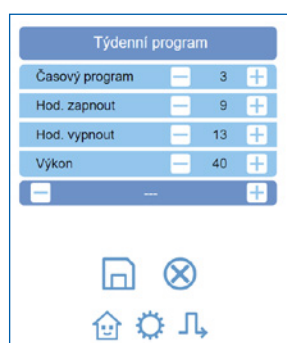 Týdenní program
Časový program 3
Hod. zapnout 9
Hod. vypnout 13
Výkon 40
---